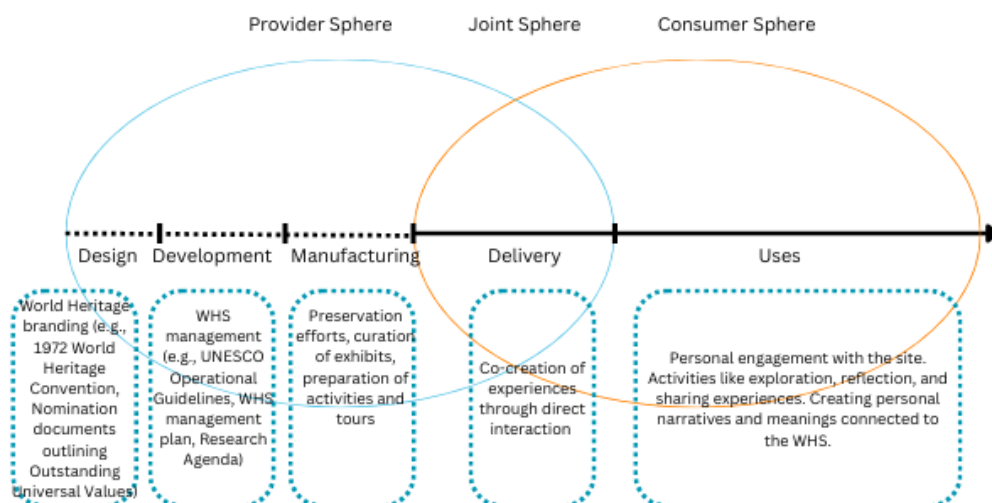 Provider Sphere
Joint Sphere
Consumer Sphere
Design
Development
Manufacturing
Delivery
Uses
World Heritage
branding (e.g.,
1972 World
Heritage
Convention,
Nomination
documents
outlining
Outstanding
Universal Values)
WHS
management
(e.g., UNESCO
Operational
Guidelines, WHS
management
plan, Research
Agenda)
Preservation
efforts, curation
of exhibits,
preparation of
activities and
tours
Co-creation of
experiences
through direct
interaction
Personal engagement with the site.
Activities like exploration, reflection, and
sharing experiences. Creating personal
narratives and meanings connected to
the WHS.